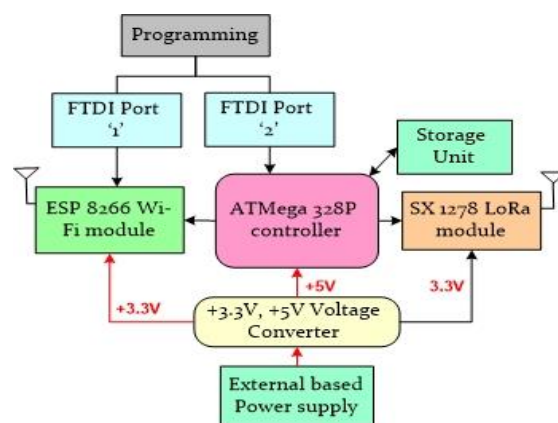 Programming
FTDI Port
'1'
FTDI Port
'2'
Storage
Unit
ESP 8266 Wi-
Fi module
ATMega 328P
controller
SX 1278 LoRa
module
+3.3V
+5V
3.3V
+3.3V, +5V Voltage
Converter
External based
Power supply